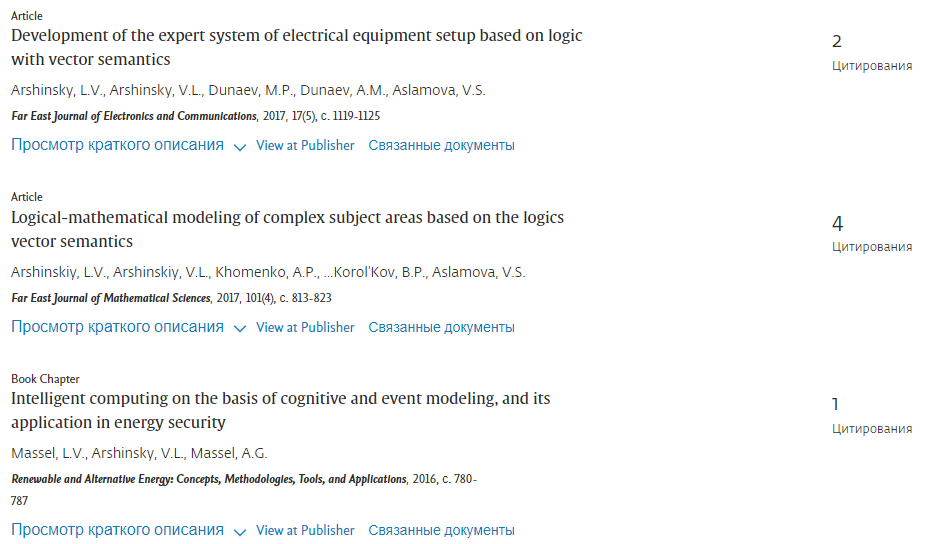 Article
Development of the expert system of electrical equipment setup based on logic
with vector semantics
2
Цитирования
Arshinsky, L.V., Arshinsky, V.L., Dunaev, M.P., Dunaev, A.M., Aslamova, V.S.
Far East Journal of Electronics and Communications, 2017, 17(5), с. 1119-1125
Просмотр краткого описания View at Publisher Связанные документы
Article
Logical-mathematical modeling of complex subject areas based on the logics
vector semantics
4
Цитирования
Arshinskiy, L.V., Arshinskiy, V.L., Khomenko, A.P., ...Korol'Kov, B.P., Aslamova, V.S.
Far East Journal of Mathematical Sciences, 2017, 101(4), с. 813-823
Просмотр краткого описания View at Publisher Связанные документы
Book Chapter
Intelligent computing on the basis of cognitive and event modeling, and its
application in energy security
1
Цитирования
Massel, L.V., Arshinsky, V.L., Massel, A.G.
Renewable and Alternative Energy: Concepts, Methodologies, Tools, and Applications, 2016, с. 780-
787
Просмотр краткого описания View at Publisher Связанные документы